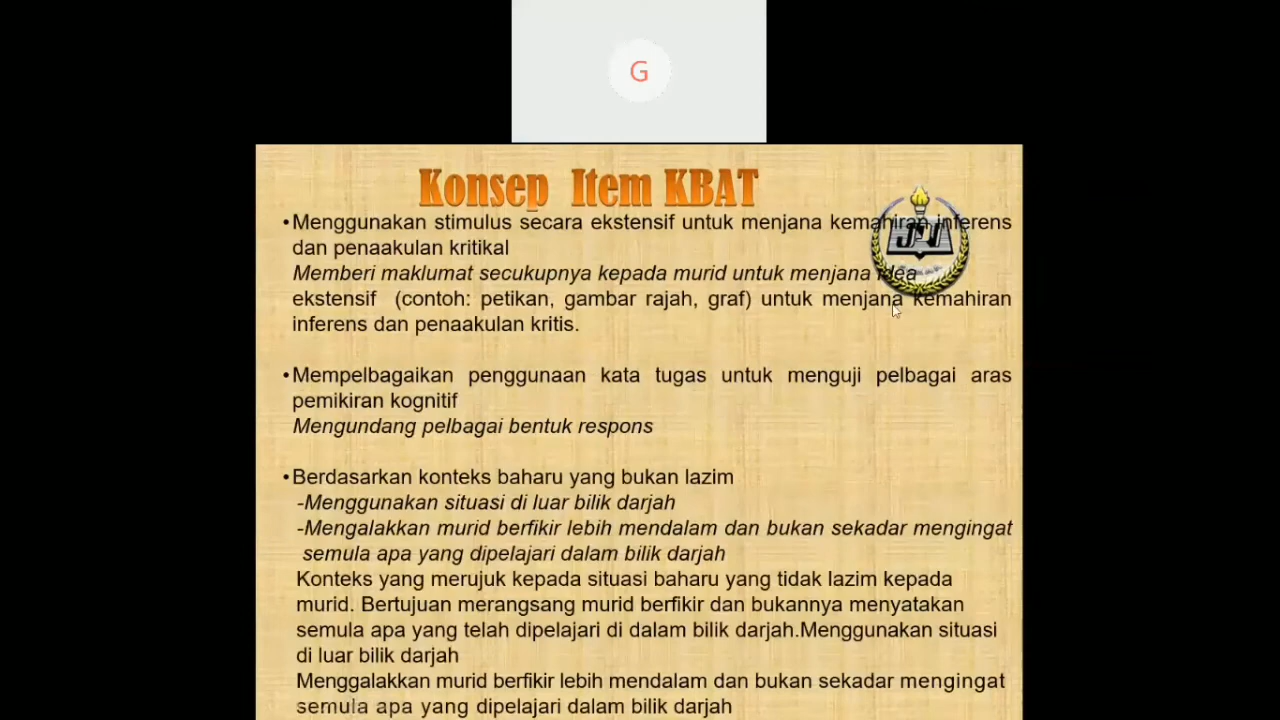 G
Konsep Item KBAT
•Menggunakan stimulus secara ekstensif untuk menjana kemahiran inferens
dan penaakulan kritikal
Memberi maklumat secukupnya kepada murid untuk menjana idea
ekstensif (contoh: petikan, gambar rajah, graf) untuk menjana kemahiran
inferens dan penaakulan kritis.
•Mempelbagaikan penggunaan kata tugas untuk menguji pelbagai aras
pemikiran kognitif
Mengundang pelbagai bentuk respons
•Berdasarkan konteks baharu yang bukan lazim
-Menggunakan situasi di luar bilik darjah
-Mengalakkan murid berfikir lebih mendalam dan bukan sekadar mengingat
semula apa yang dipelajari dalam bilik darjah
Konteks yang merujuk kepada situasi baharu yang tidak lazim kepada
murid. Bertujuan merangsang murid berfikir dan bukannya menyatakan
semula apa yang telah dipelajari di dalam bilik darjah.Menggunakan situasi
di luar bilik darjah
Menggalakkan murid berfikir lebih mendalam dan bukan sekadar mengingat
semula apa yang dipelajari dalam bilik darjah